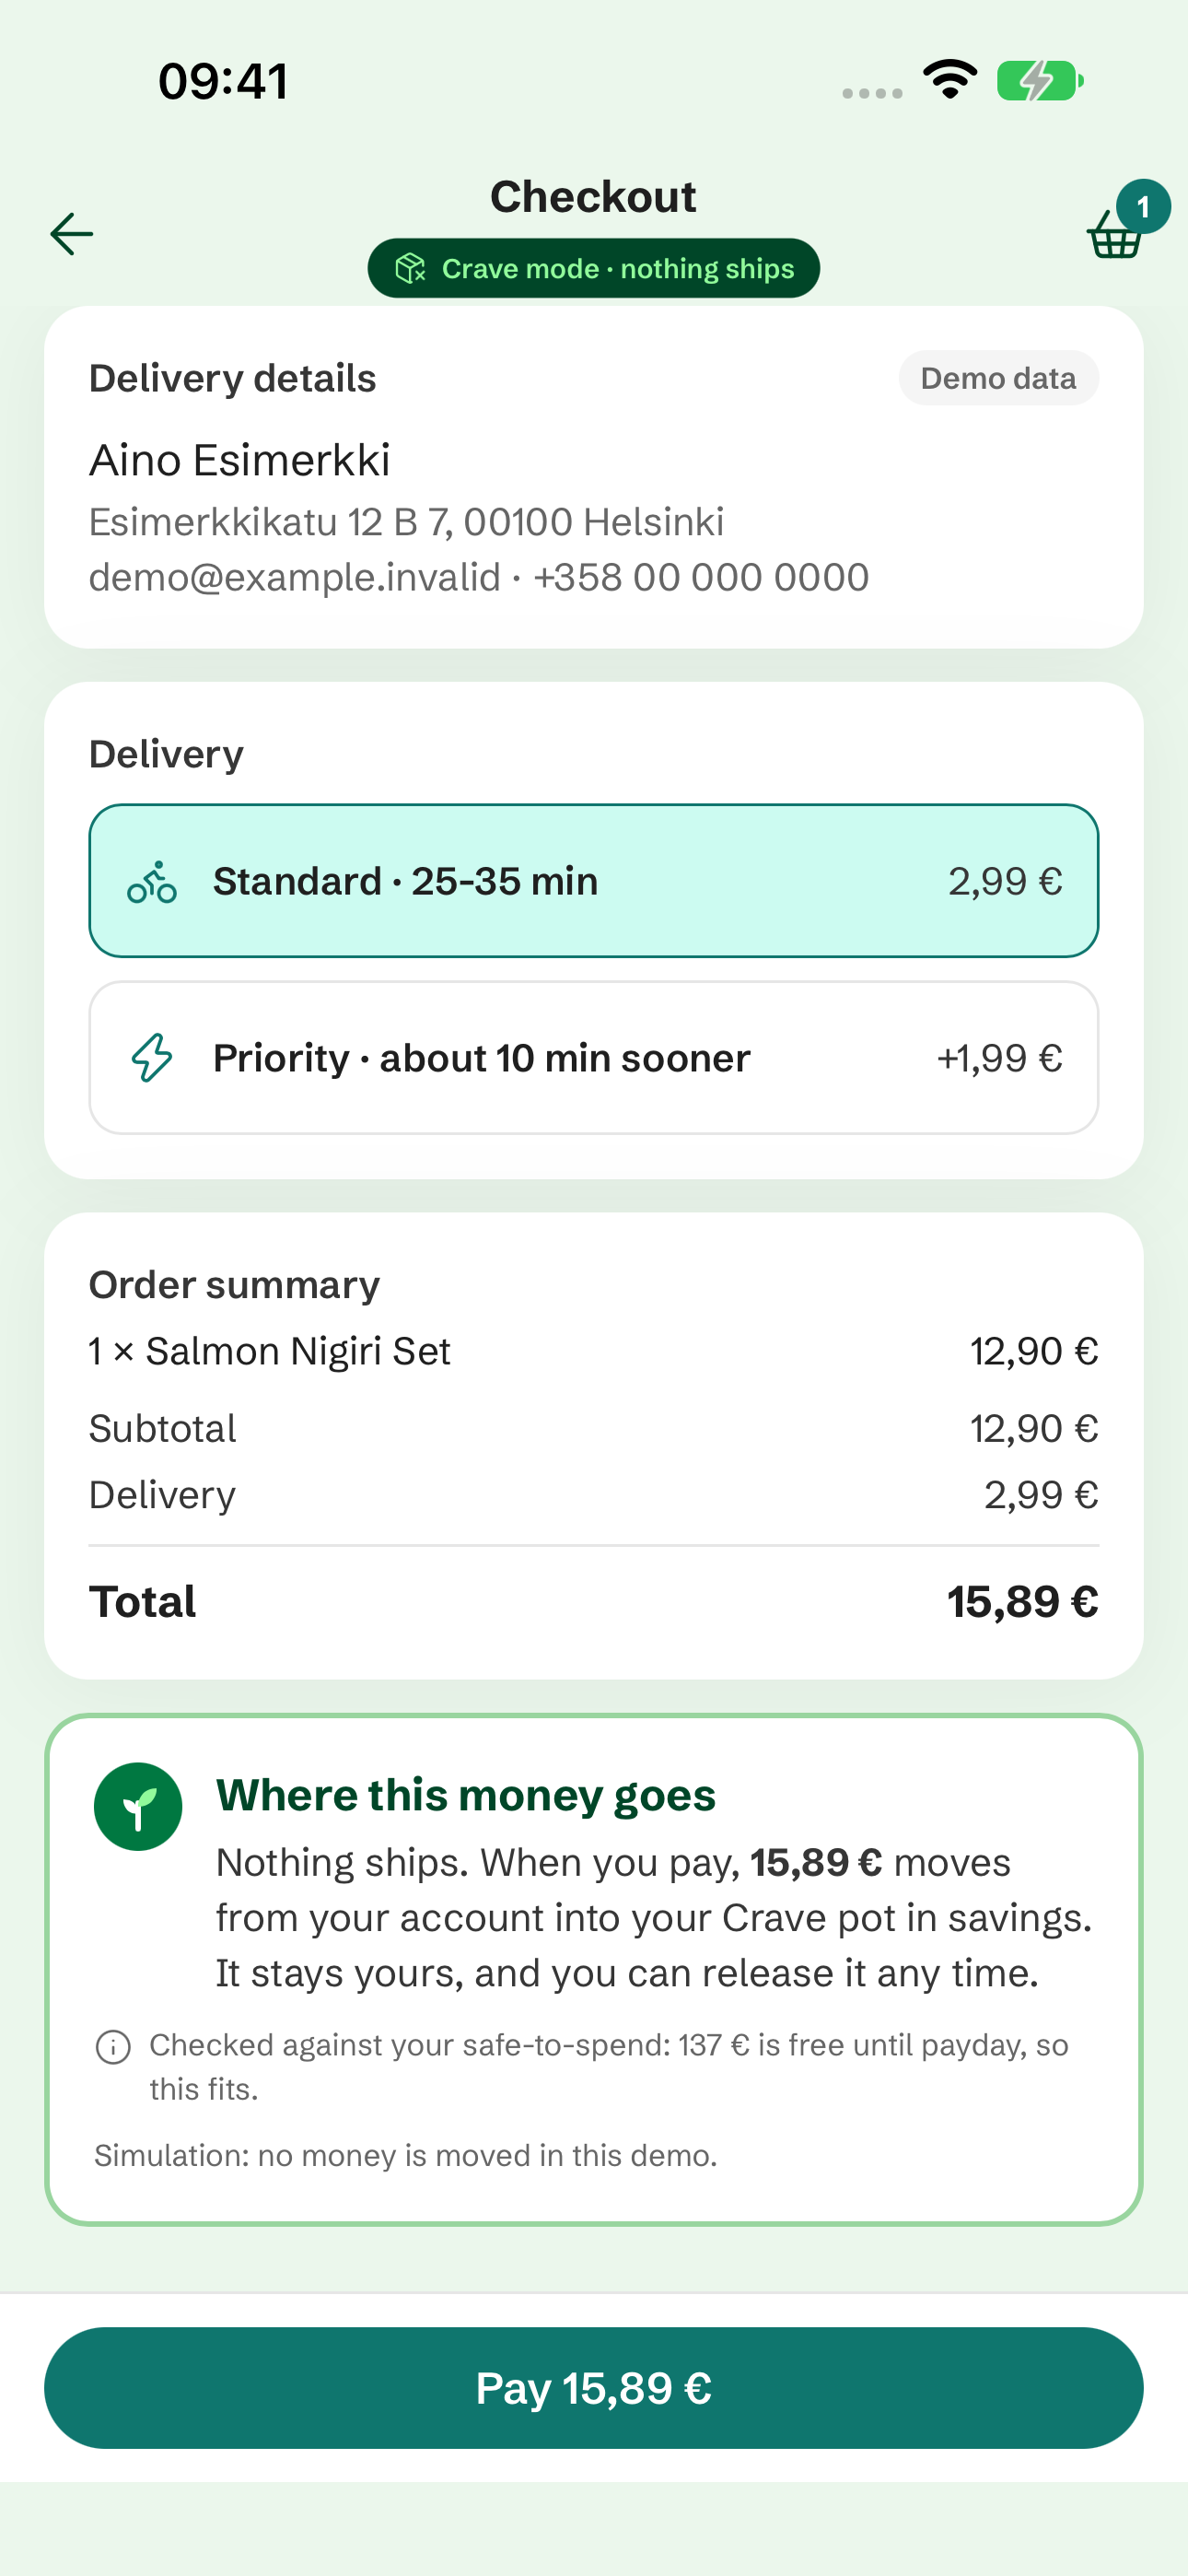 09:41
Checkout
1
Crave mode · nothing ships
Delivery details
Demo data
Aino Esimerkki
Esimerkkikatu 12 B 7, 00100 Helsinki
demo@example.invalid · +358 00 000 0000
Delivery
Standard · 25-35 min 2,99 €
Priority · about 10 min sooner +1,99 €
Order summary
1 × Salmon Nigiri Set 12,90 €
Subtotal 12,90 €
Delivery 2,99 €
Total 15,89 €
Where this money goes
Nothing ships. When you pay, 15,89 € moves
from your account into your Crave pot in savings.
It stays yours, and you can release it any time.
Checked against your safe-to-spend: 137 € is free until payday, so
this fits.
Simulation: no money is moved in this demo.
Pay 15,89 €